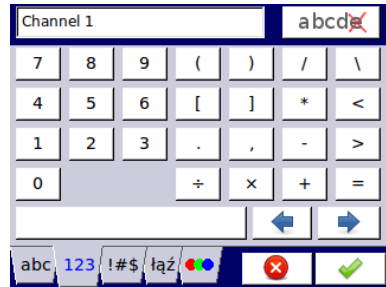 Channel 1 abcde
7 8 9 ( ) / \
4 5 6 [ ] * <
1 2 3 . , - >
0 ÷ × + =
abc 123 !#$ łąź